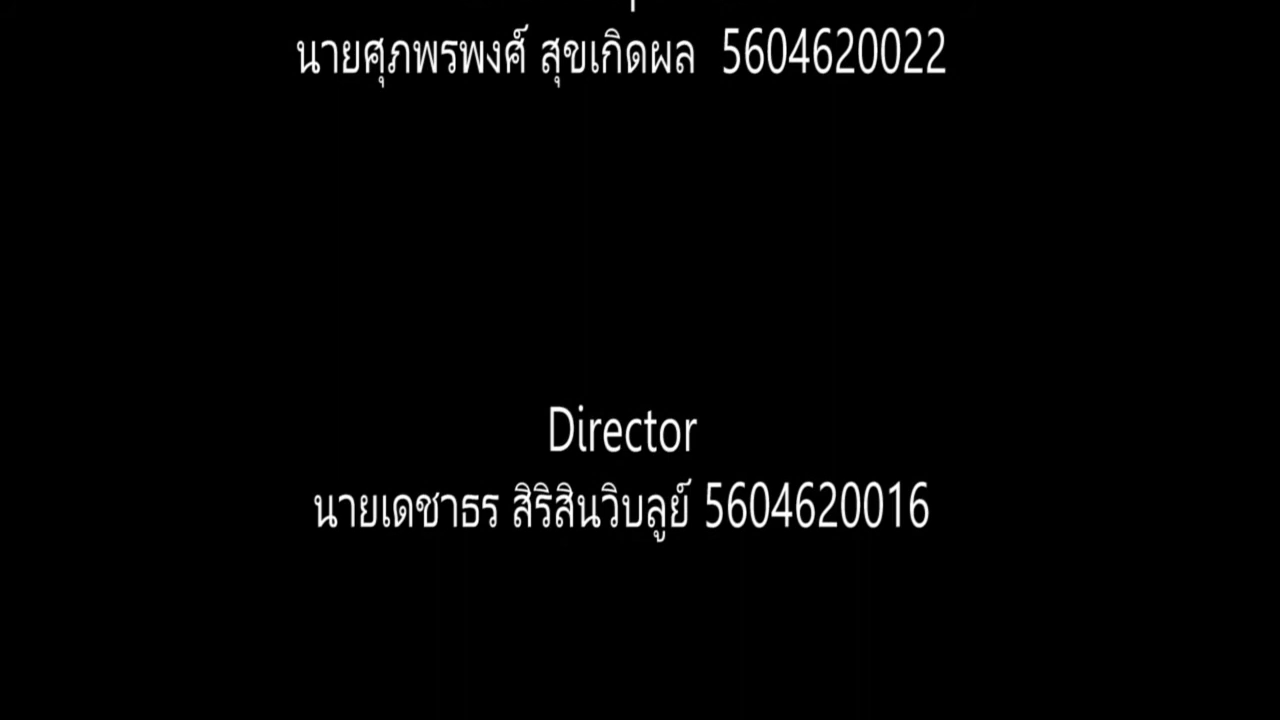 นายศุภพรพงศ์ สุขเกิดผล 5604620022
Director
นายเดชาธร สิริสินวิบลูย์ 5604620016